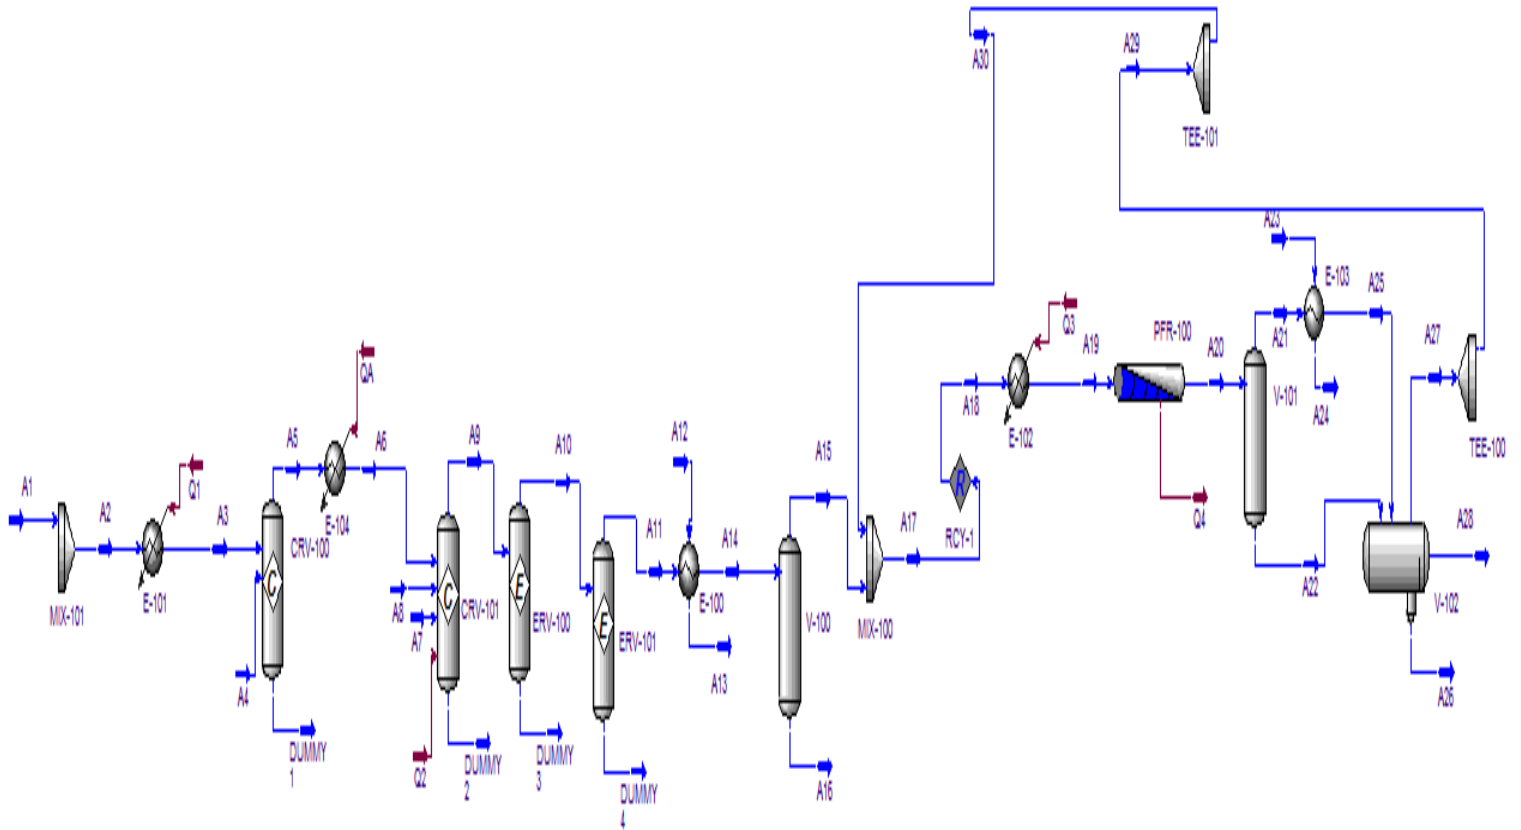 A30
A29
TEE-101
A23
E-103
A25
Q3
PFR-100
A21
A27
A19
A20
QA
V-101
A18
A24
E-102
TEE-100
A5
A6
A9
A10
A12
A15
A1
A2
Q1
A3
E-104
A11
A14
A17
RCY-1
Q4
A28
CRV-100
C
R
MIX-101
E-101
A8
C
CRV-101
E
ERV-100
E-100
A22
V-102
A7
E
ERV-101
V-100
MIX-100
A4
A13
A26
DUMMY
1
Q2
DUMMY
2
DUMMY
3
DUMMY
4
A16